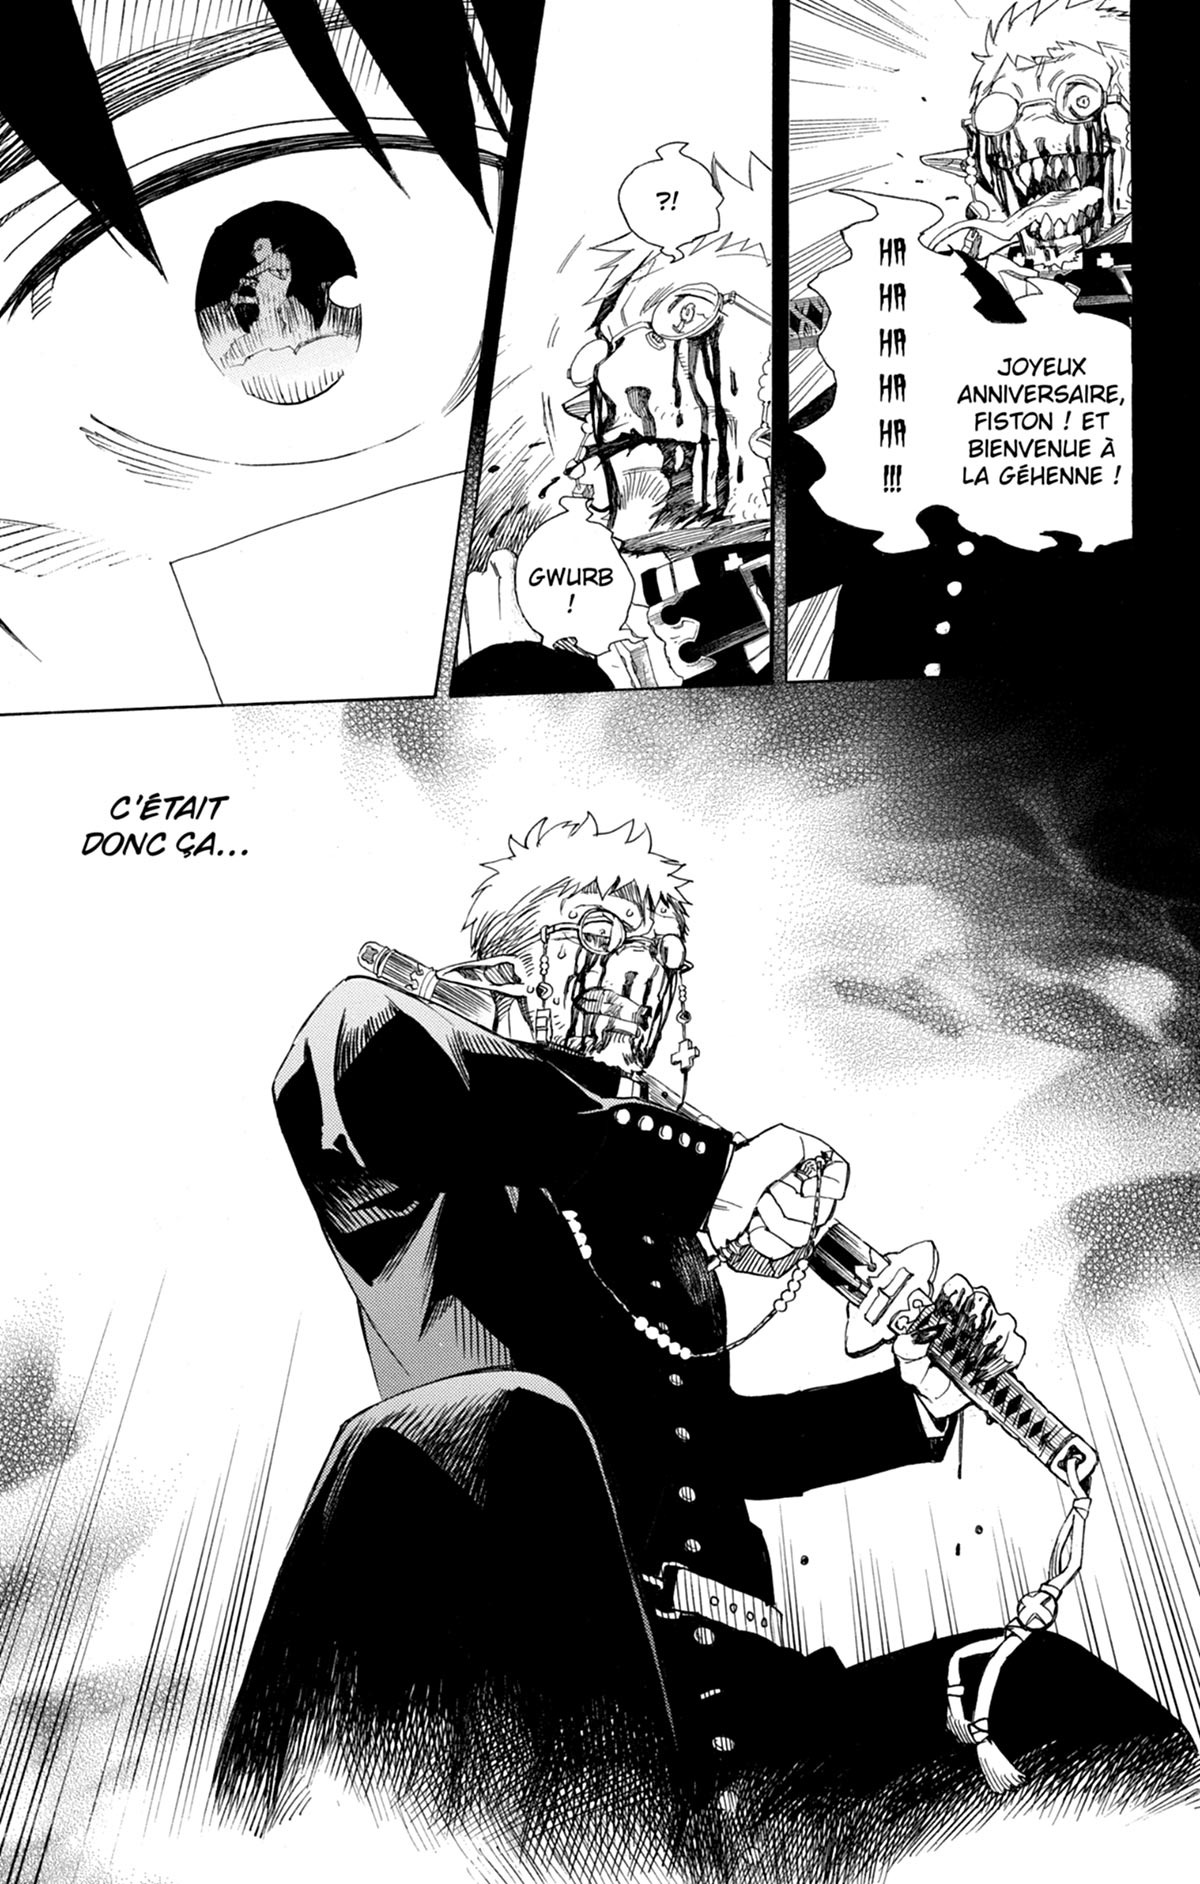 HA
HA
HA
HA
HA
!!!
JOYEUX
ANNIVERSAIRE,
FISTON ! ET
BIENVENUE À
LA GÉHENNE !
?!
GWURB
!
C'ÉTAIT
DONC ÇA...